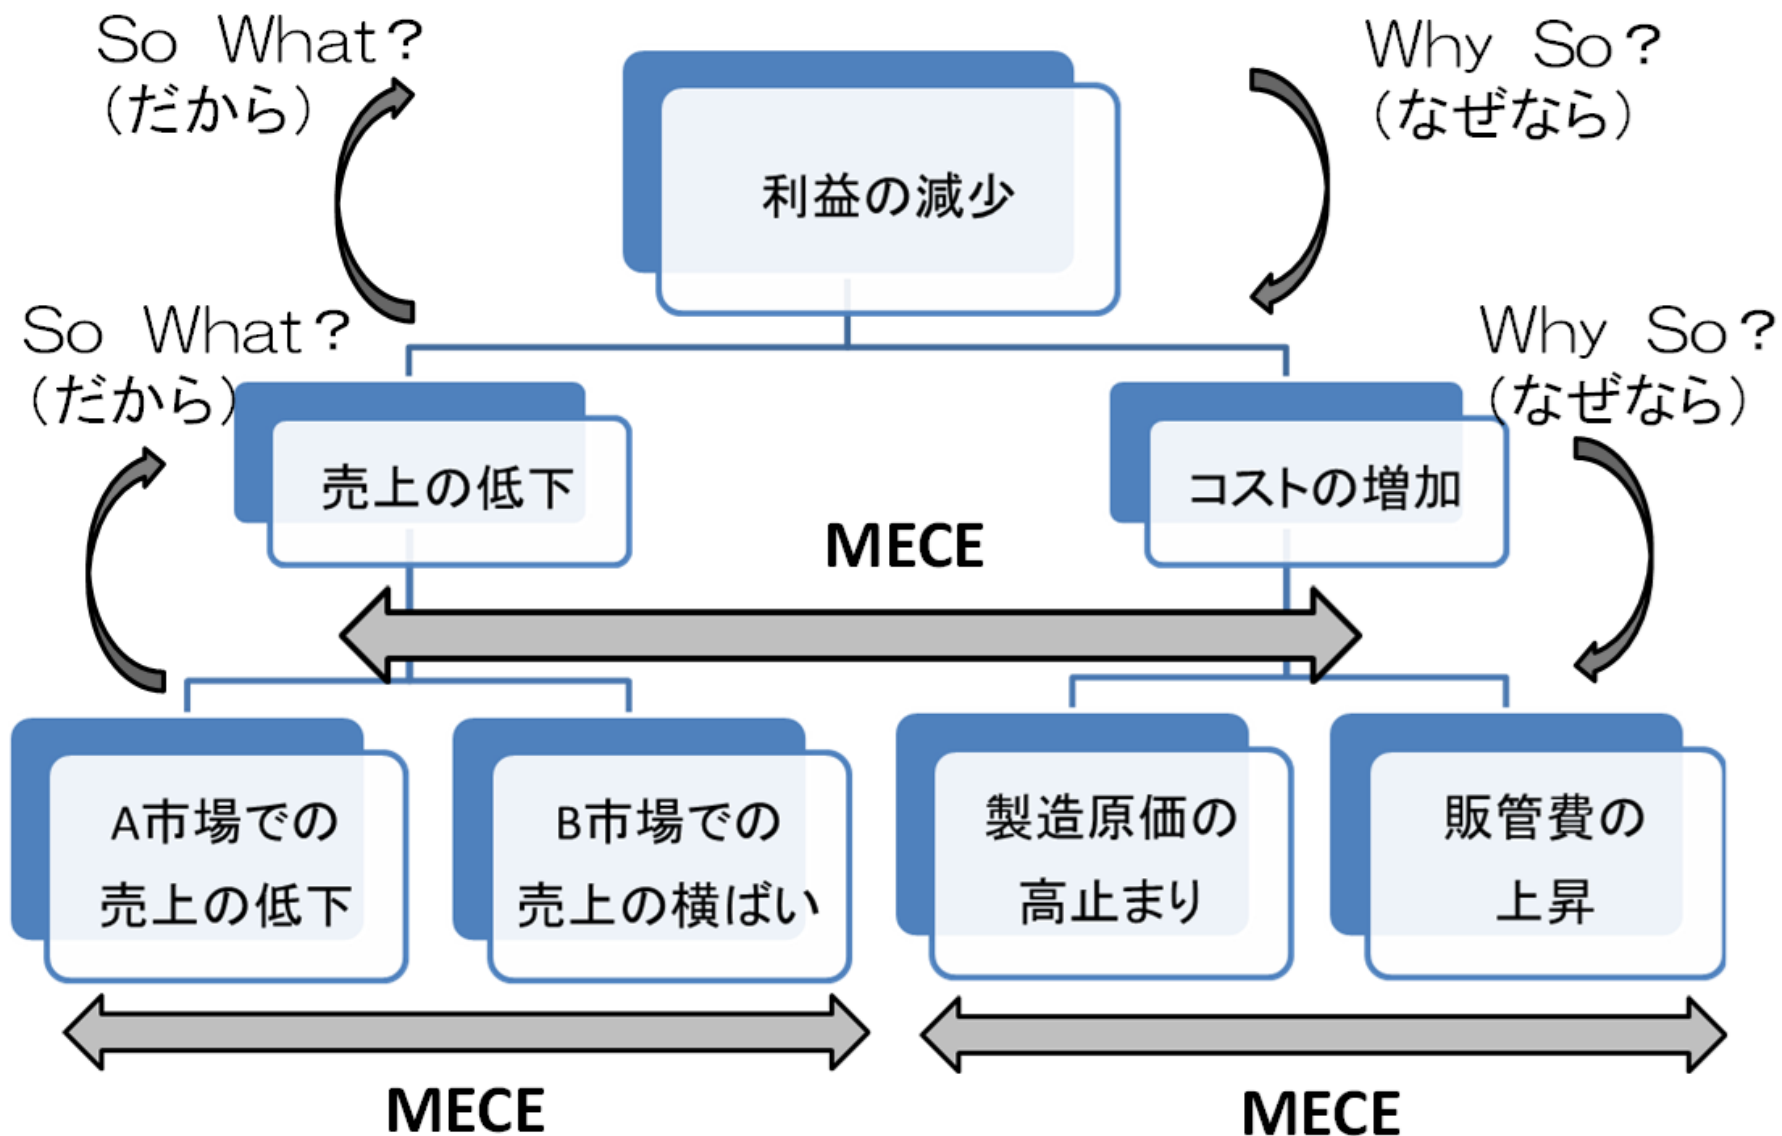 So What？
（だから）
Why So？
（なぜなら）
利益の減少
So What？
（だから）
Why So？
（なぜなら）
売上の低下
コストの増加
MECE
A市場での
売上の低下
B市場での
売上の横ばい
製造原価の
高止まり
販管費の
上昇
MECE
MECE